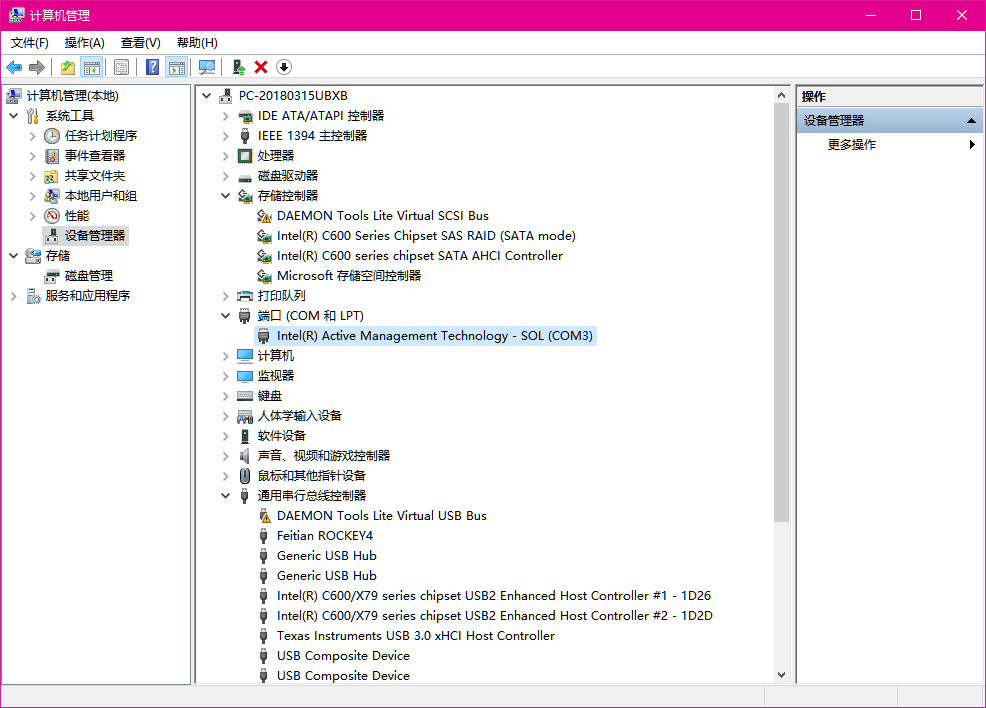 计算机管理
文件(F) 操作(A) 查看(V) 帮助(H)
计算机管理(本地)
系统工具
任务计划程序
事件查看器
共享文件夹
本地用户和组
性能
设备管理器
存储
磁盘管理
服务和应用程序
PC-20180315UBXB
IDE ATA/ATAPI 控制器
IEEE 1394 主控制器
处理器
磁盘驱动器
存储控制器
DAEMON Tools Lite Virtual SCSI Bus
Intel(R) C600 Series Chipset SAS RAID (SATA mode)
Intel(R) C600 series chipset SATA AHCI Controller
Microsoft 存储空间控制器
打印队列
端口 (COM 和 LPT)
Intel(R) Active Management Technology - SOL (COM3)
计算机
监视器
键盘
人体学输入设备
软件设备
声音、视频和游戏控制器
鼠标和其他指针设备
通用串行总线控制器
DAEMON Tools Lite Virtual USB Bus
Feitian ROCKEY4
Generic USB Hub
Generic USB Hub
Intel(R) C600/X79 series chipset USB2 Enhanced Host Controller #1 - 1D26
Intel(R) C600/X79 series chipset USB2 Enhanced Host Controller #2 - 1D2D
Texas Instruments USB 3.0 xHCI Host Controller
USB Composite Device
USB Composite Device
操作
设备管理器
更多操作